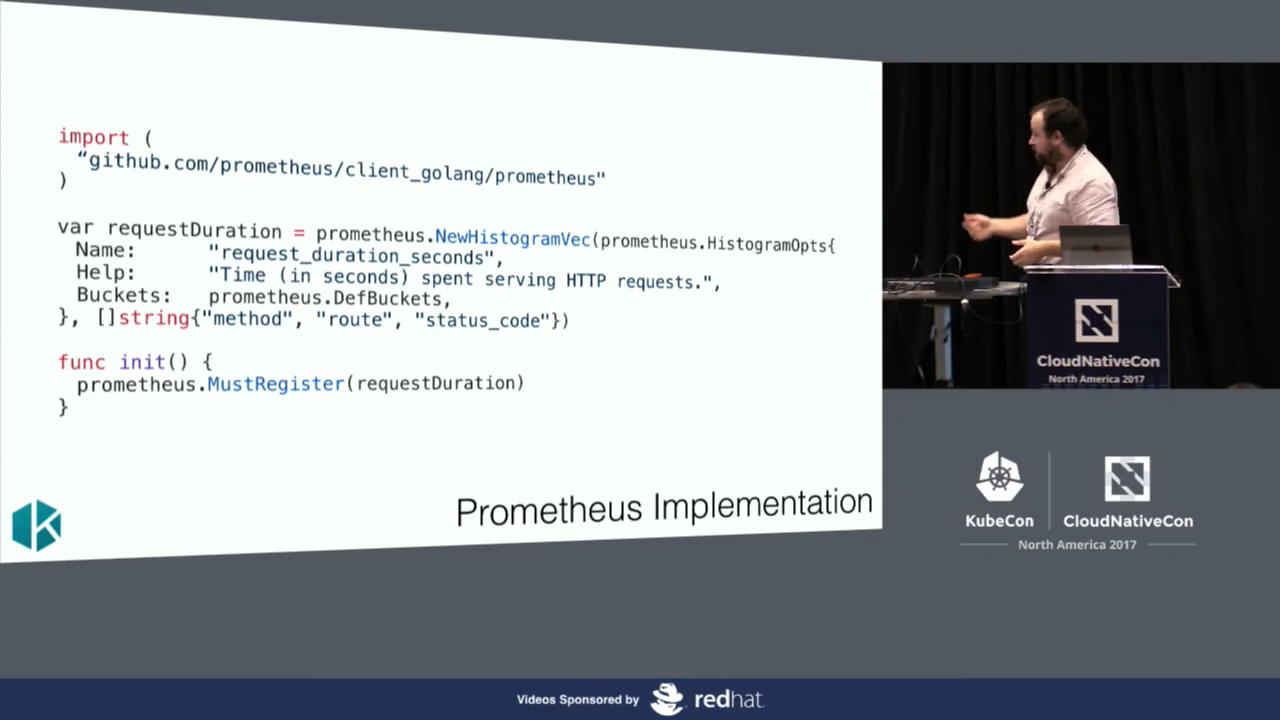 import (
“github.com/prometheus/client_golang/prometheus"
)
var requestDuration = prometheus.NewHistogramVec(prometheus.HistogramOpts{
Name: "request_duration_seconds",
Help: "Time (in seconds) spent serving HTTP requests.",
Buckets: prometheus.DefBuckets,
}, []string{"method", "route", "status_code"})
func init() {
prometheus.MustRegister(requestDuration)
}
Prometheus Implementation
CloudNativeCon
North America 2017
KubeCon
CloudNativeCon
North America 2017
Videos Sponsored by
redhat